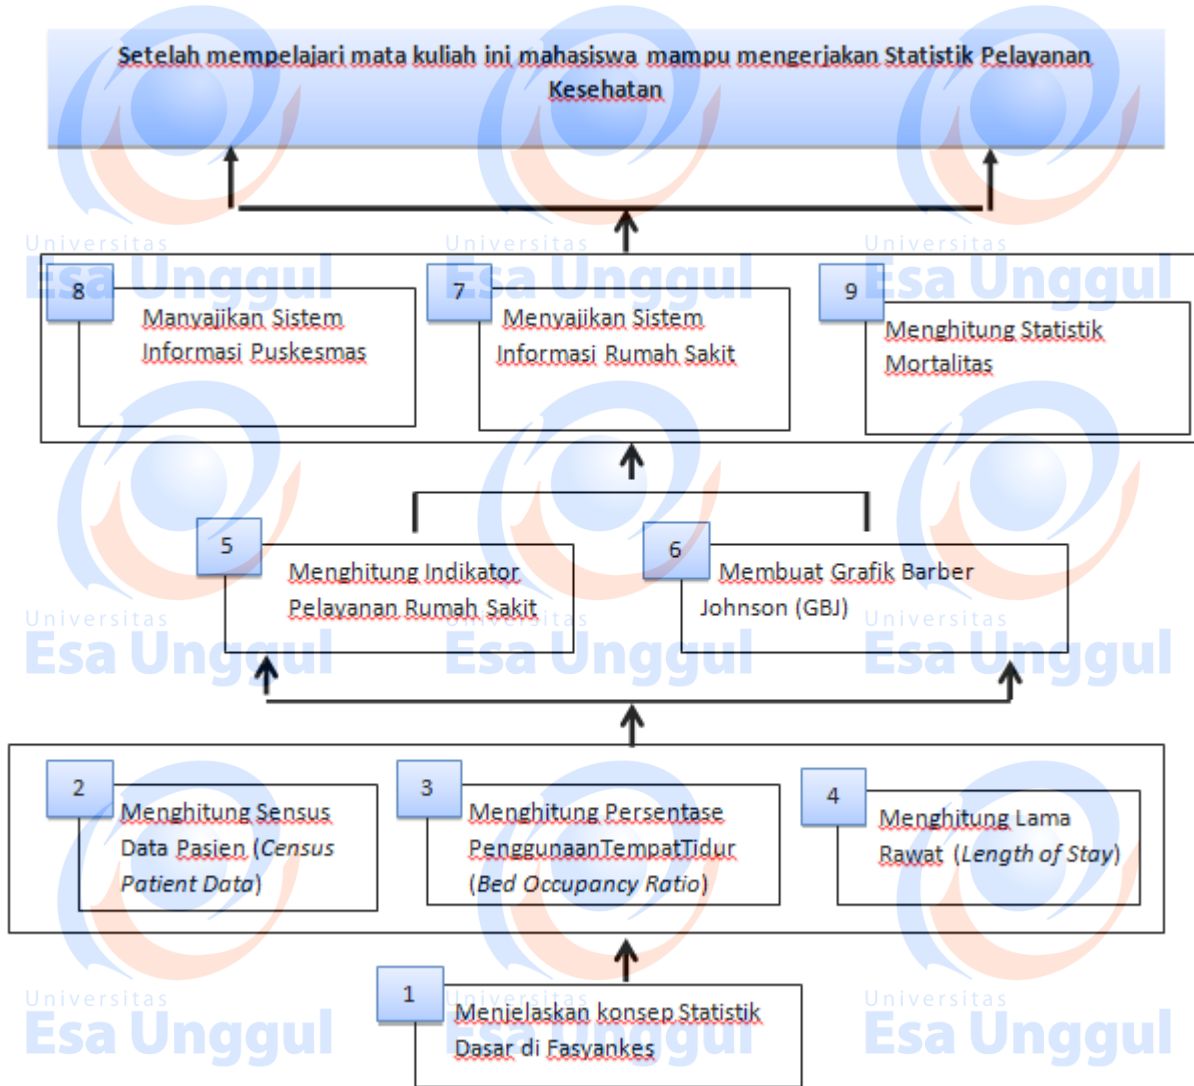 Setelah mempelajari mata kuliah ini mahasiswa mampu mengerjakan Statistik Pelayanan
Kesehatan
Universitas
Esa Unggul
Universitas
Esa Unggul
Universitas
Esa Unggul
8
Manyajikan Sistem
Informasi Puskesmas
7
Menyajikan Sistem
Informasi Rumah Sakit
9
Menghitung Statistik
Mortalitas
5
Menghitung Indikator
Pelayanan Rumah Sakit
6
Membuat Grafik Barber
Johnson (GBJ)
Universitas
Esa Unggul
Universitas
Esa Unggul
Universitas
Esa Unggul
2
Menghitung Sensus
Data Pasien (Census
Patient Data)
3
Menghitung Persentase
PenggunaanTempatTidur
(Bed Occupancy Ratio)
4
Menghitung Lama
Rawat (Length of Stay)
1
Menjelaskan konsep Statistik
Dasar di Fasyankes
Universitas
Esa Unggul
Universitas
Esa Unggul